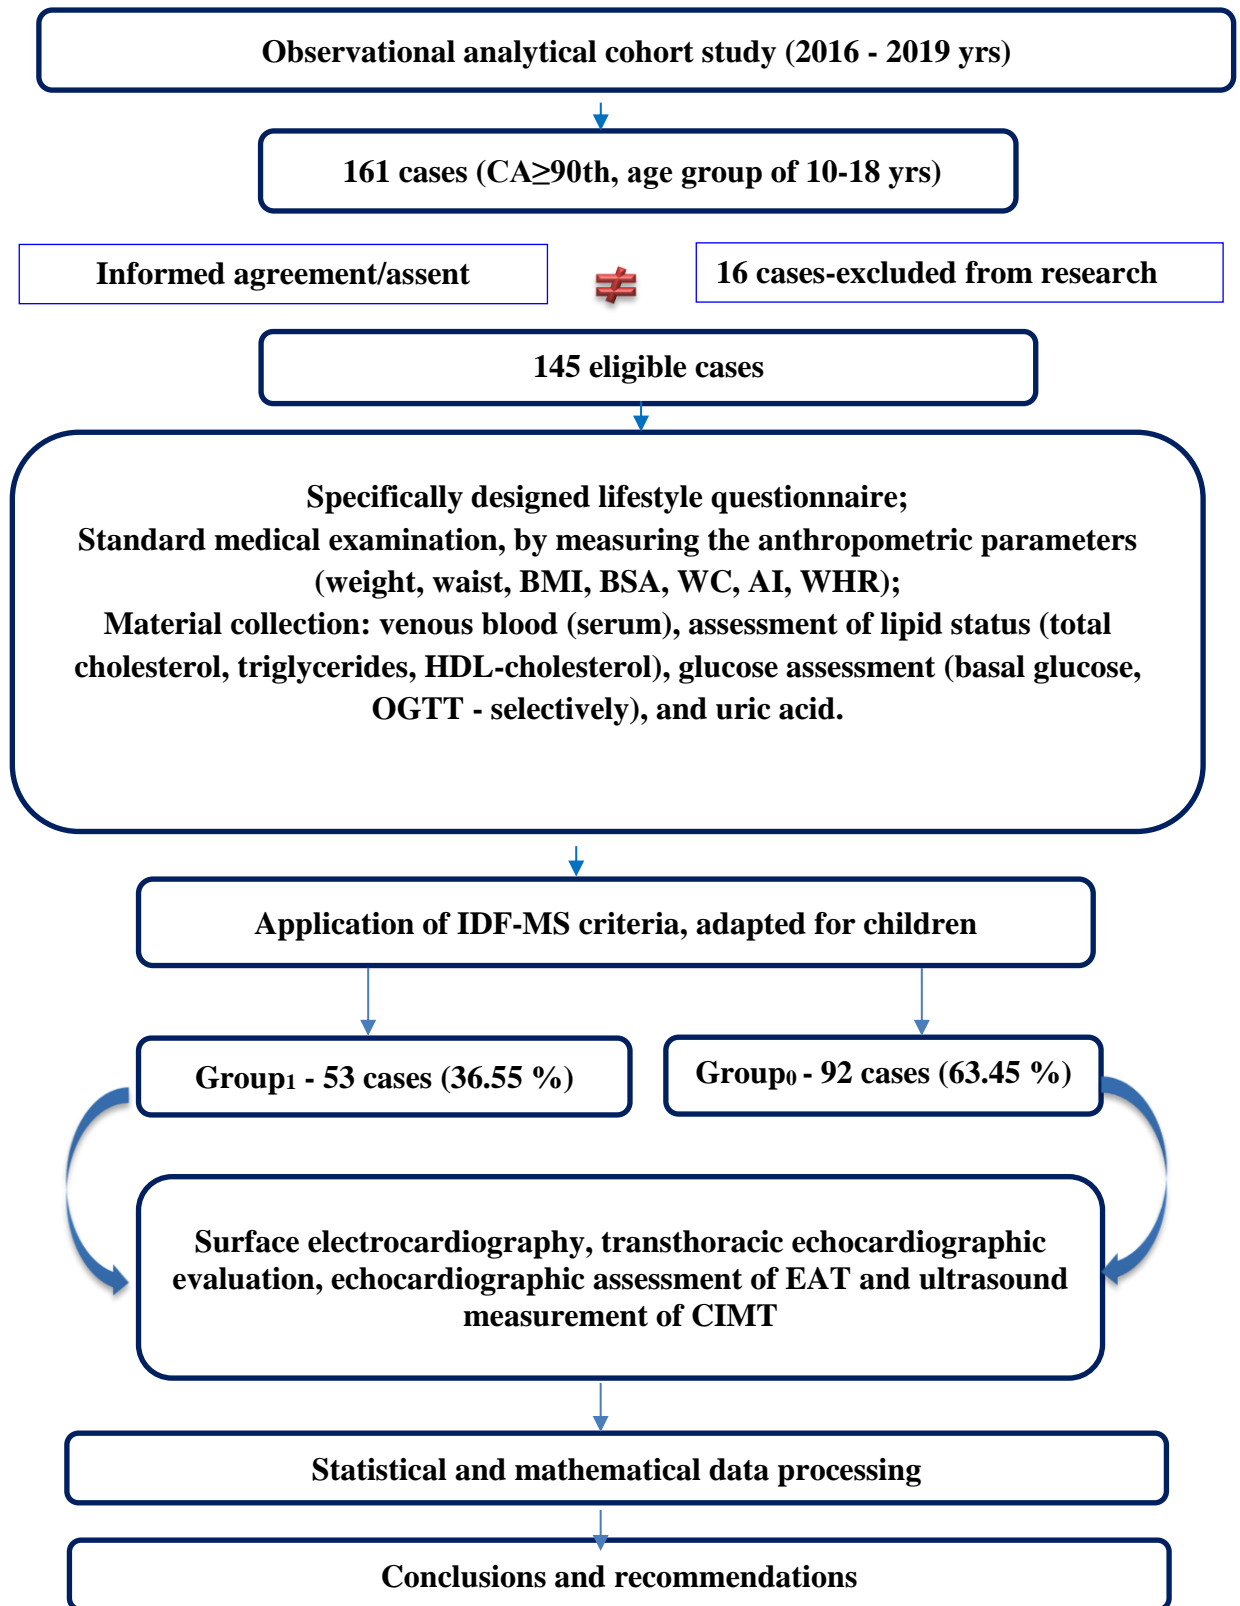 Observational analytical cohort study (2016 - 2019 yrs)
161 cases (CA≥90th, age group of 10-18 yrs)
Informed agreement/assent
≠
16 cases-excluded from research
145 eligible cases
Specifically designed lifestyle questionnaire;
Standard medical examination, by measuring the anthropometric parameters
(weight, waist, BMI, BSA, WC, AI, WHR);
Material collection: venous blood (serum), assessment of lipid status (total
cholesterol, triglycerides, HDL-cholesterol), glucose assessment (basal glucose,
OGTT - selectively), and uric acid.
Application of IDF-MS criteria, adapted for children
Group₁ - 53 cases (36.55 %)
Group₀ - 92 cases (63.45 %)
Surface electrocardiography, transthoracic echocardiographic
evaluation, echocardiographic assessment of EAT and ultrasound
measurement of CIMT
Statistical and mathematical data processing
Conclusions and recommendations